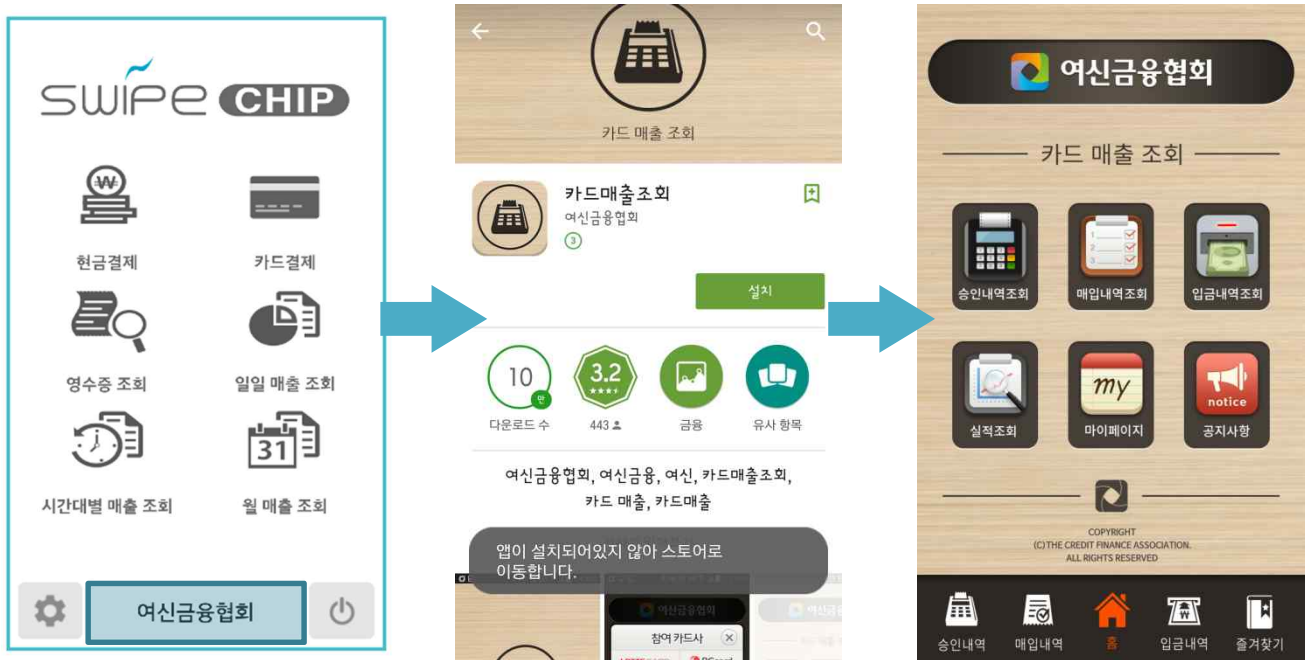 SWIPE CHIP
현금결제
카드결제
영수증 조회
일일 매출 조회
31
시간대별 매출 조회
월 매출 조회
여신금융협회
카드 매출 조회
카드매출조회
여신금융협회
3
설치
10
만
3.2
다운로드 수
443
금융
유사 항목
여신금융협회, 여신금융, 여신, 카드매출조회,
카드 매출, 카드매출
앱이 설치되어있지 않아 스토어로
이동합니다.
여신금융협회
참여 카드사
여신금융협회
카드 매출 조회
승인내역조회
1
2
3
매입내역조회
입금내역조회
실적조회
my
마이페이지
notice
공지사항
COPYRIGHT
(C)THE CREDIT FINANCE ASSOCIATION.
ALL RIGHTS RESERVED
승인내역
매입내역
홈
입금내역
즐겨찾기